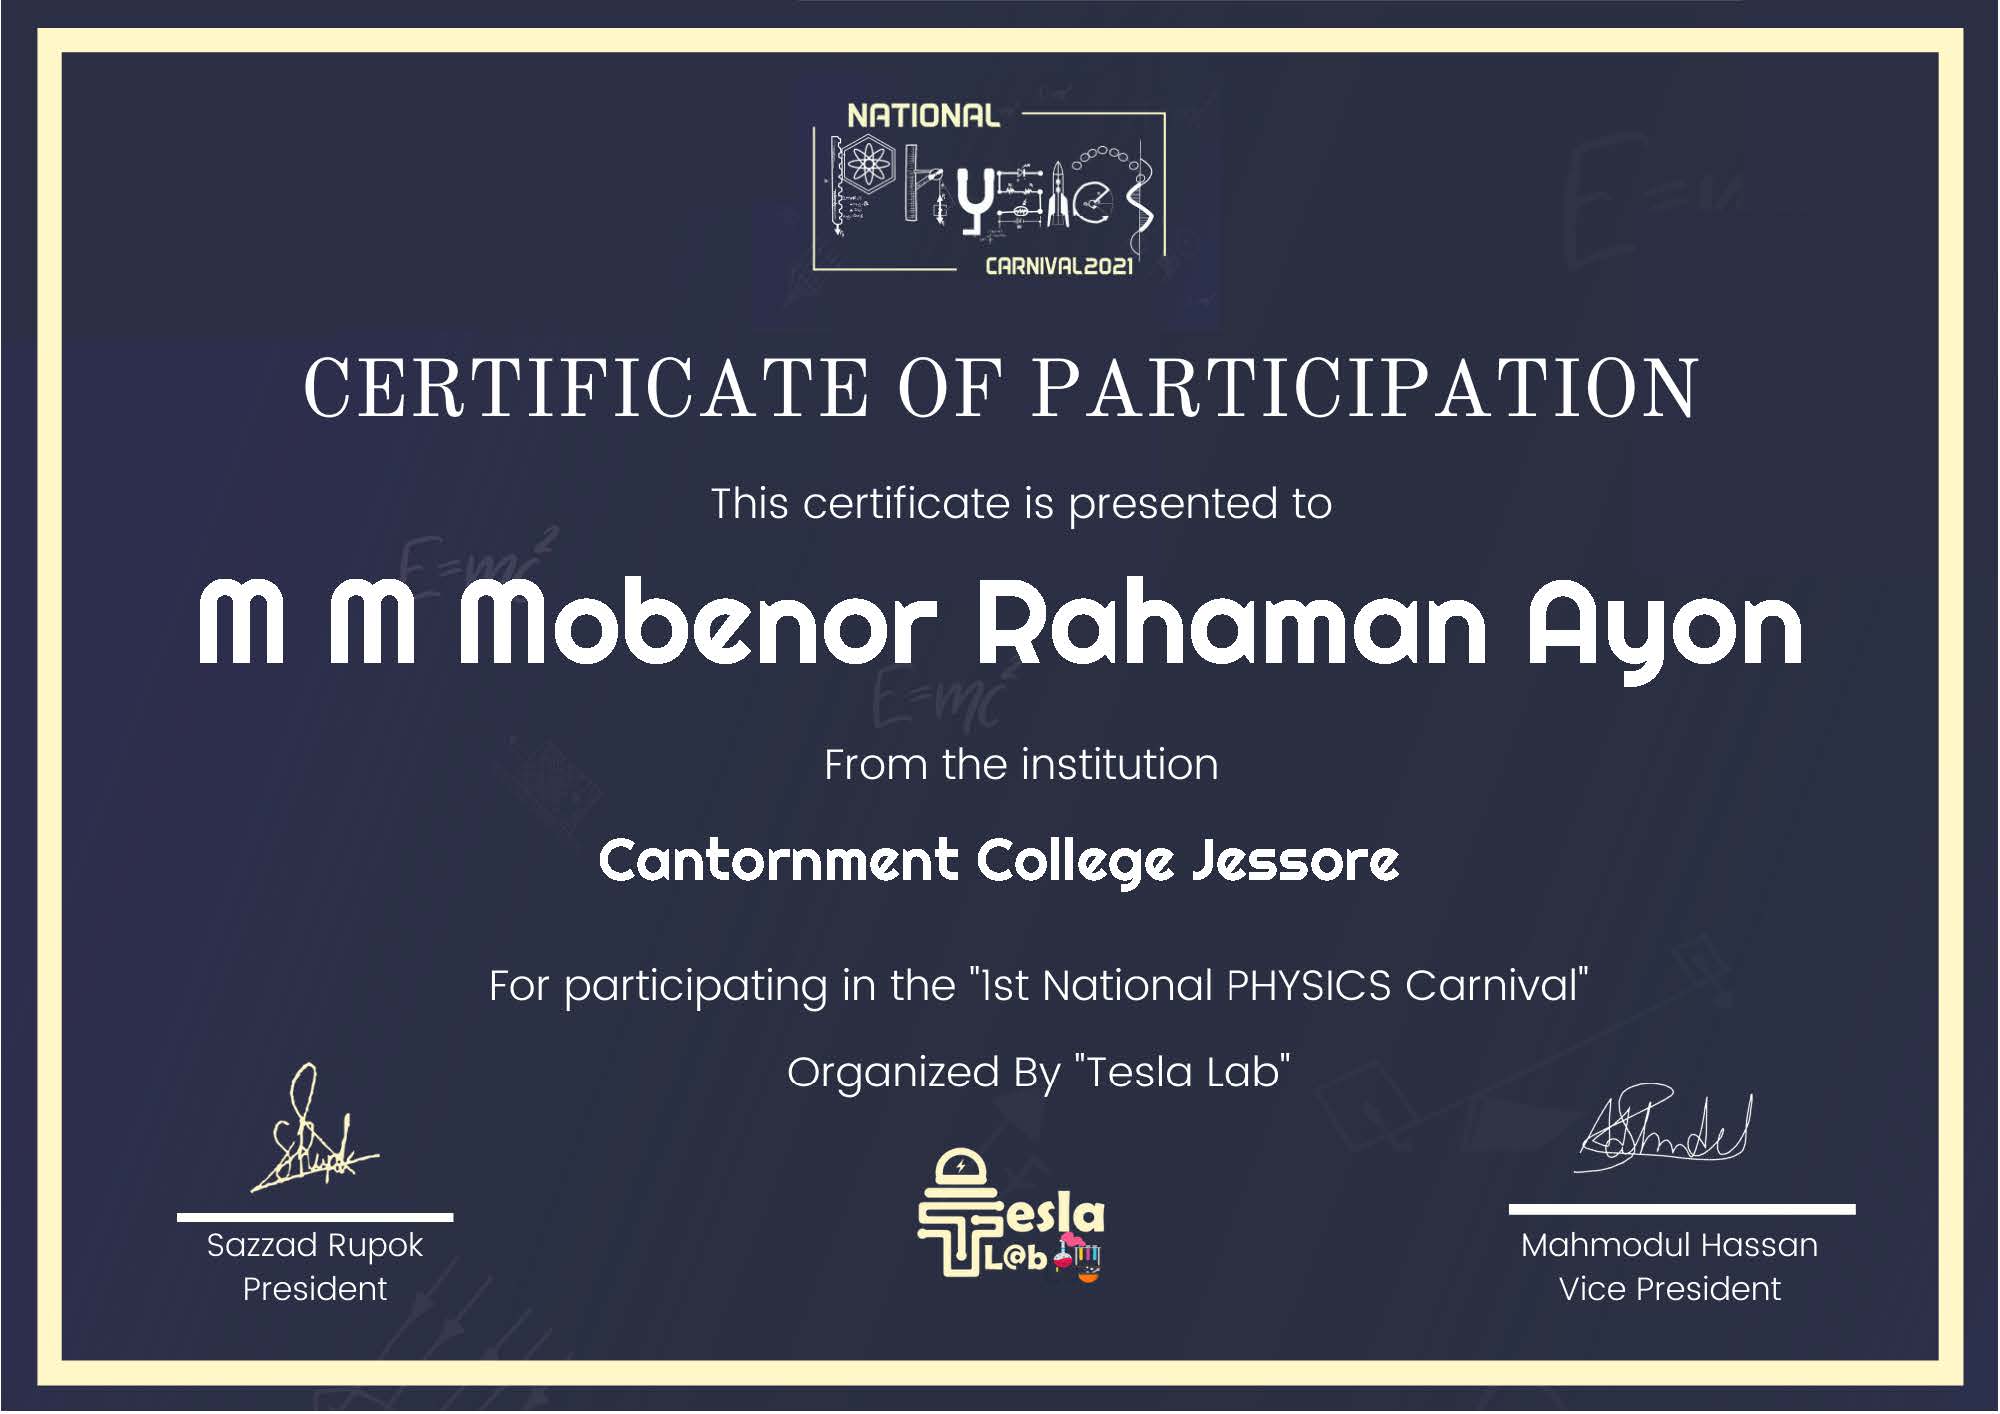 NATIONAL
Physics
CARNIVAL2021
CERTIFICATE OF PARTICIPATION
This certificate is presented to
E=mc²
M M Mobenor Rahaman Ayon
E=mc²
From the institution
Cantornment College Jessore
For participating in the "1st National PHYSICS Carnival"
Organized By "Tesla Lab"
Tesla
L@b
Sazzad Rupok
President
Mahmodul Hassan
Vice President